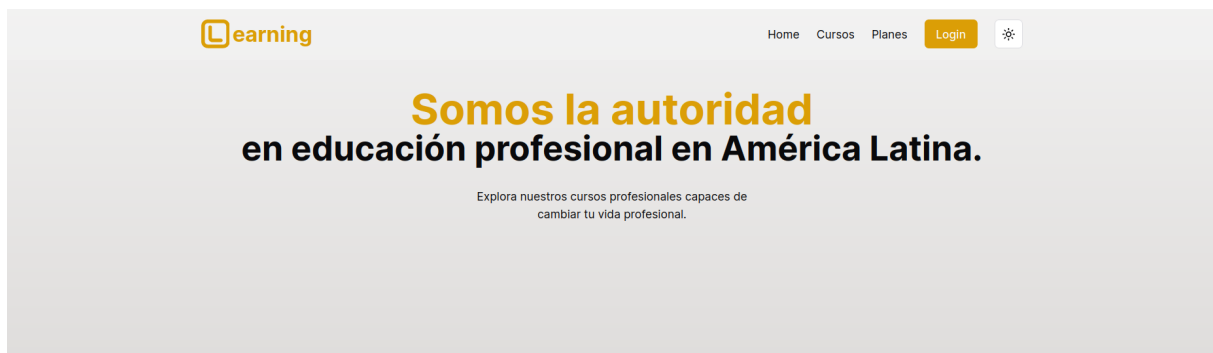 Learning
Home Cursos Planes Login
Somos la autoridad
en educación profesional en América Latina.
Explora nuestros cursos profesionales capaces de
cambiar tu vida profesional.